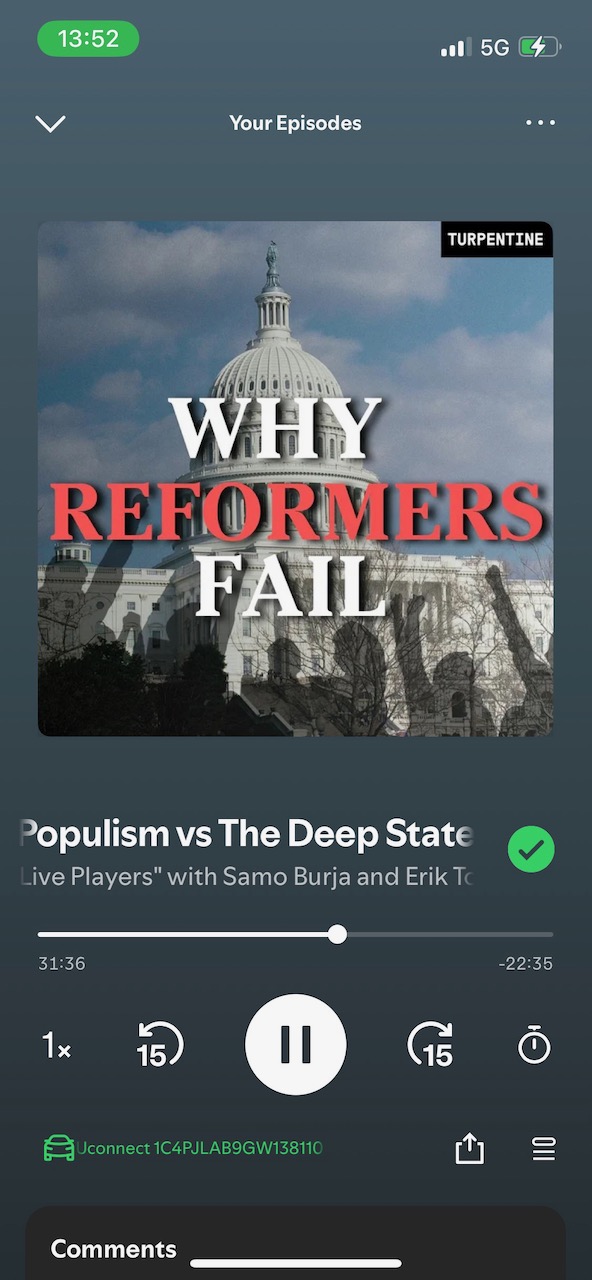 13:52
5G
Your Episodes
TURPENTINE
WHY
REFORMERS
FAIL
Populism vs The Deep State
Live Players" with Samo Burja and Erik To
31:36
-22:35
1x
15
15
Uconnect 1C4PJLAB9GW138110
Comments